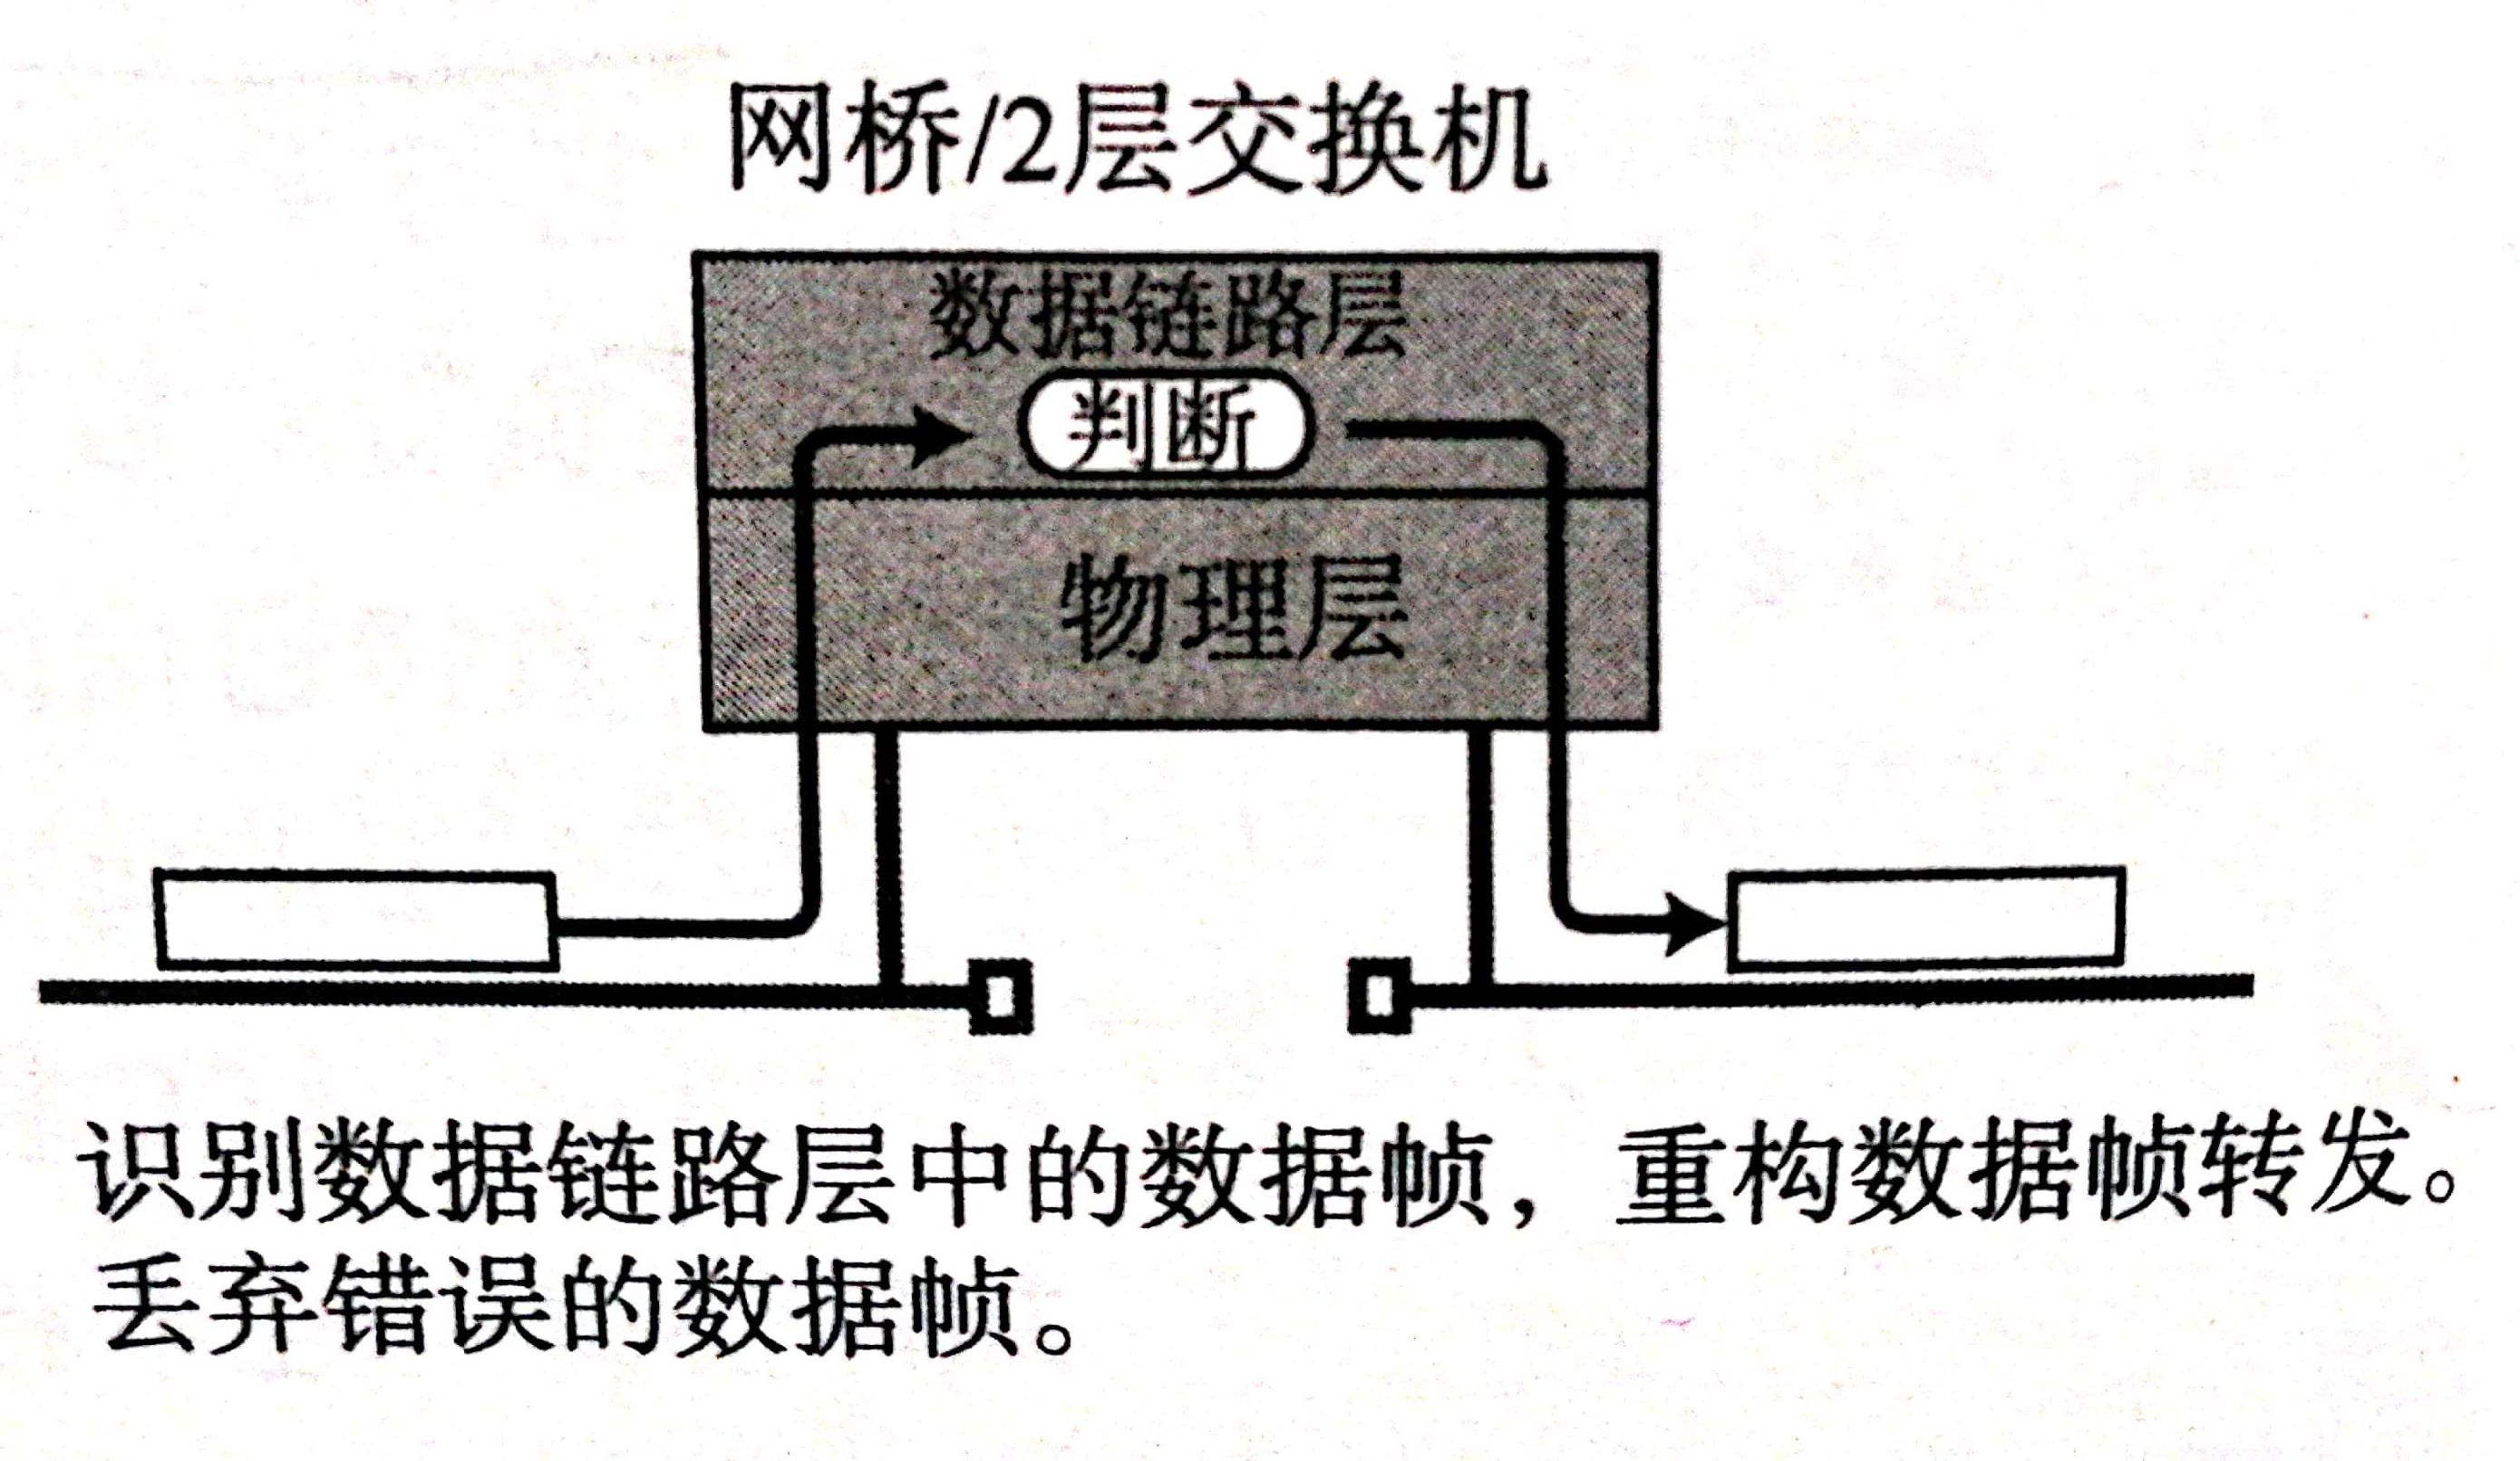 网桥/2层交换机
数据链路层
判断
物理层
识别数据链路层中的数据帧，重构数据帧转发。
丢弃错误的数据帧。